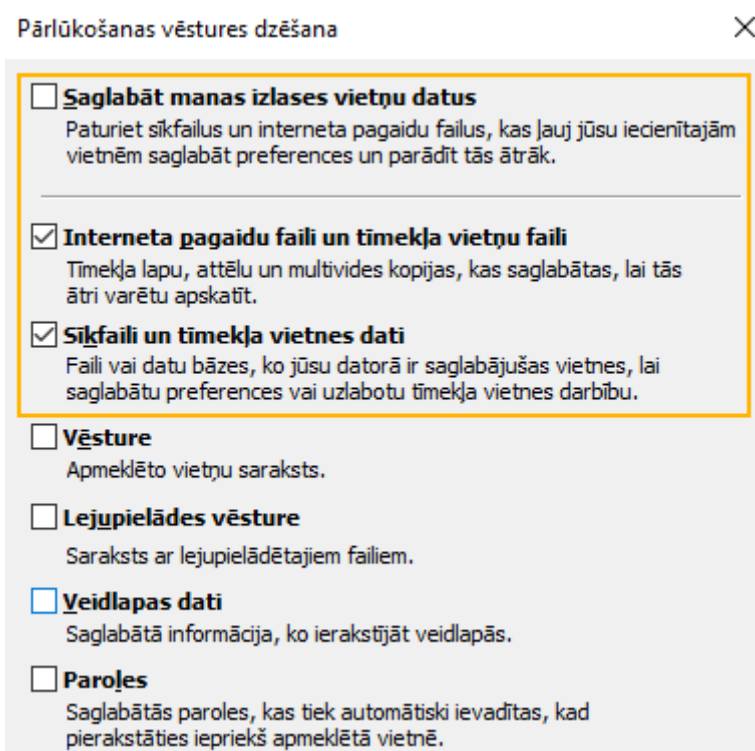 Pārlūkošanas vēstures dzēšana
Saglabāt manas izlases vietņu datus
Paturiet sīkfailus un interneta pagaidu failus, kas ļauj jūsu iecienītajām
vietnēm saglabāt preferences un parādīt tās ātrāk.
Interneta pagaidu faili un tīmekļa vietņu faili
Tīmekļa lapu, attēlu un multivides kopijas, kas saglabātas, lai tās
ātri varētu apskatīt.
Sīkfaili un tīmekļa vietnes dati
Faili vai datu bāzes, ko jūsu datorā ir saglabājušas vietnes, lai
saglabātu preferences vai uzlabotu tīmekļa vietnes darbību.
Vēsture
Apmeklēto vietņu saraksts.
Lejupielādes vēsture
Saraksts ar lejupielādētajiem failiem.
Veidlapas dati
Saglabātā informācija, ko ierakstījāt veidlapās.
Paroļes
Saglabātās paroles, kas tiek automātiski ievadītas, kad
pierakstāties iepriekš apmeklētā vietnē.